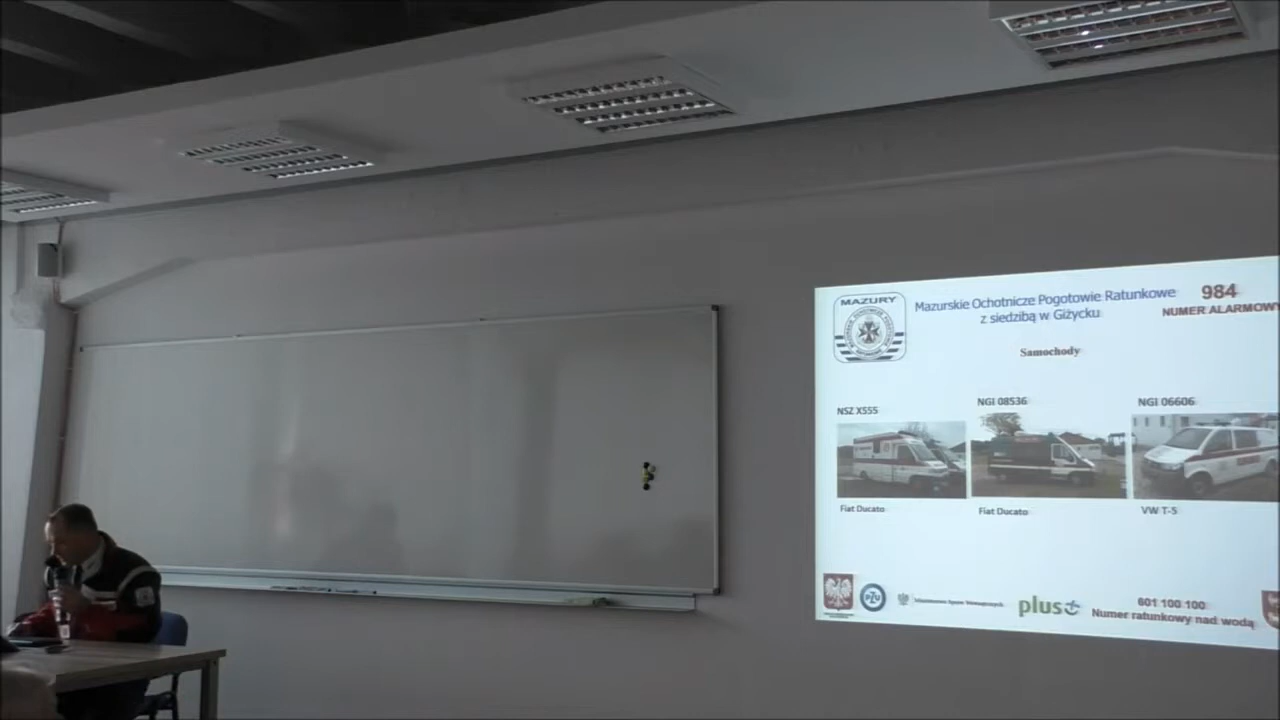 MAZURY
Mazurskie Ochotnicze Pogotowie Ratunkowe
z siedzibą w Giżycku
984
NUMER ALARMOWY
Samochody
NSZ X555
NGI 08536
NGI 06606
Fiat Ducato
Fiat Ducato
VW T-5
PZU
plus
601 100 100
Numer ratunkowy nad wodą